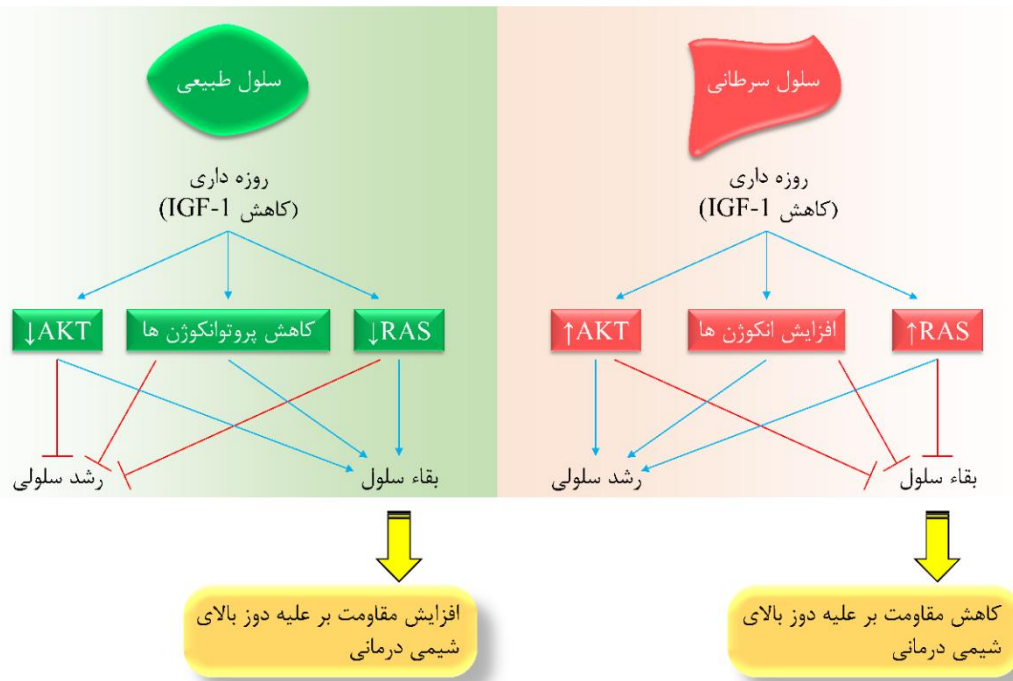 سلول سرطانی
روزه داری
(کاهش IGF-1)
↑RAS
افزایش انکوژن ها
↑AKT
بقاء سلول
رشد سلولی
کاهش مقاومت بر علیه دوز بالای
شیمی درمانی
سلول طبیعی
روزه داری
(کاهش IGF-1)
↓RAS
کاهش پروتوانکوژن ها
↓AKT
بقاء سلول
رشد سلولی
افزایش مقاومت بر علیه دوز بالای
شیمی درمانی